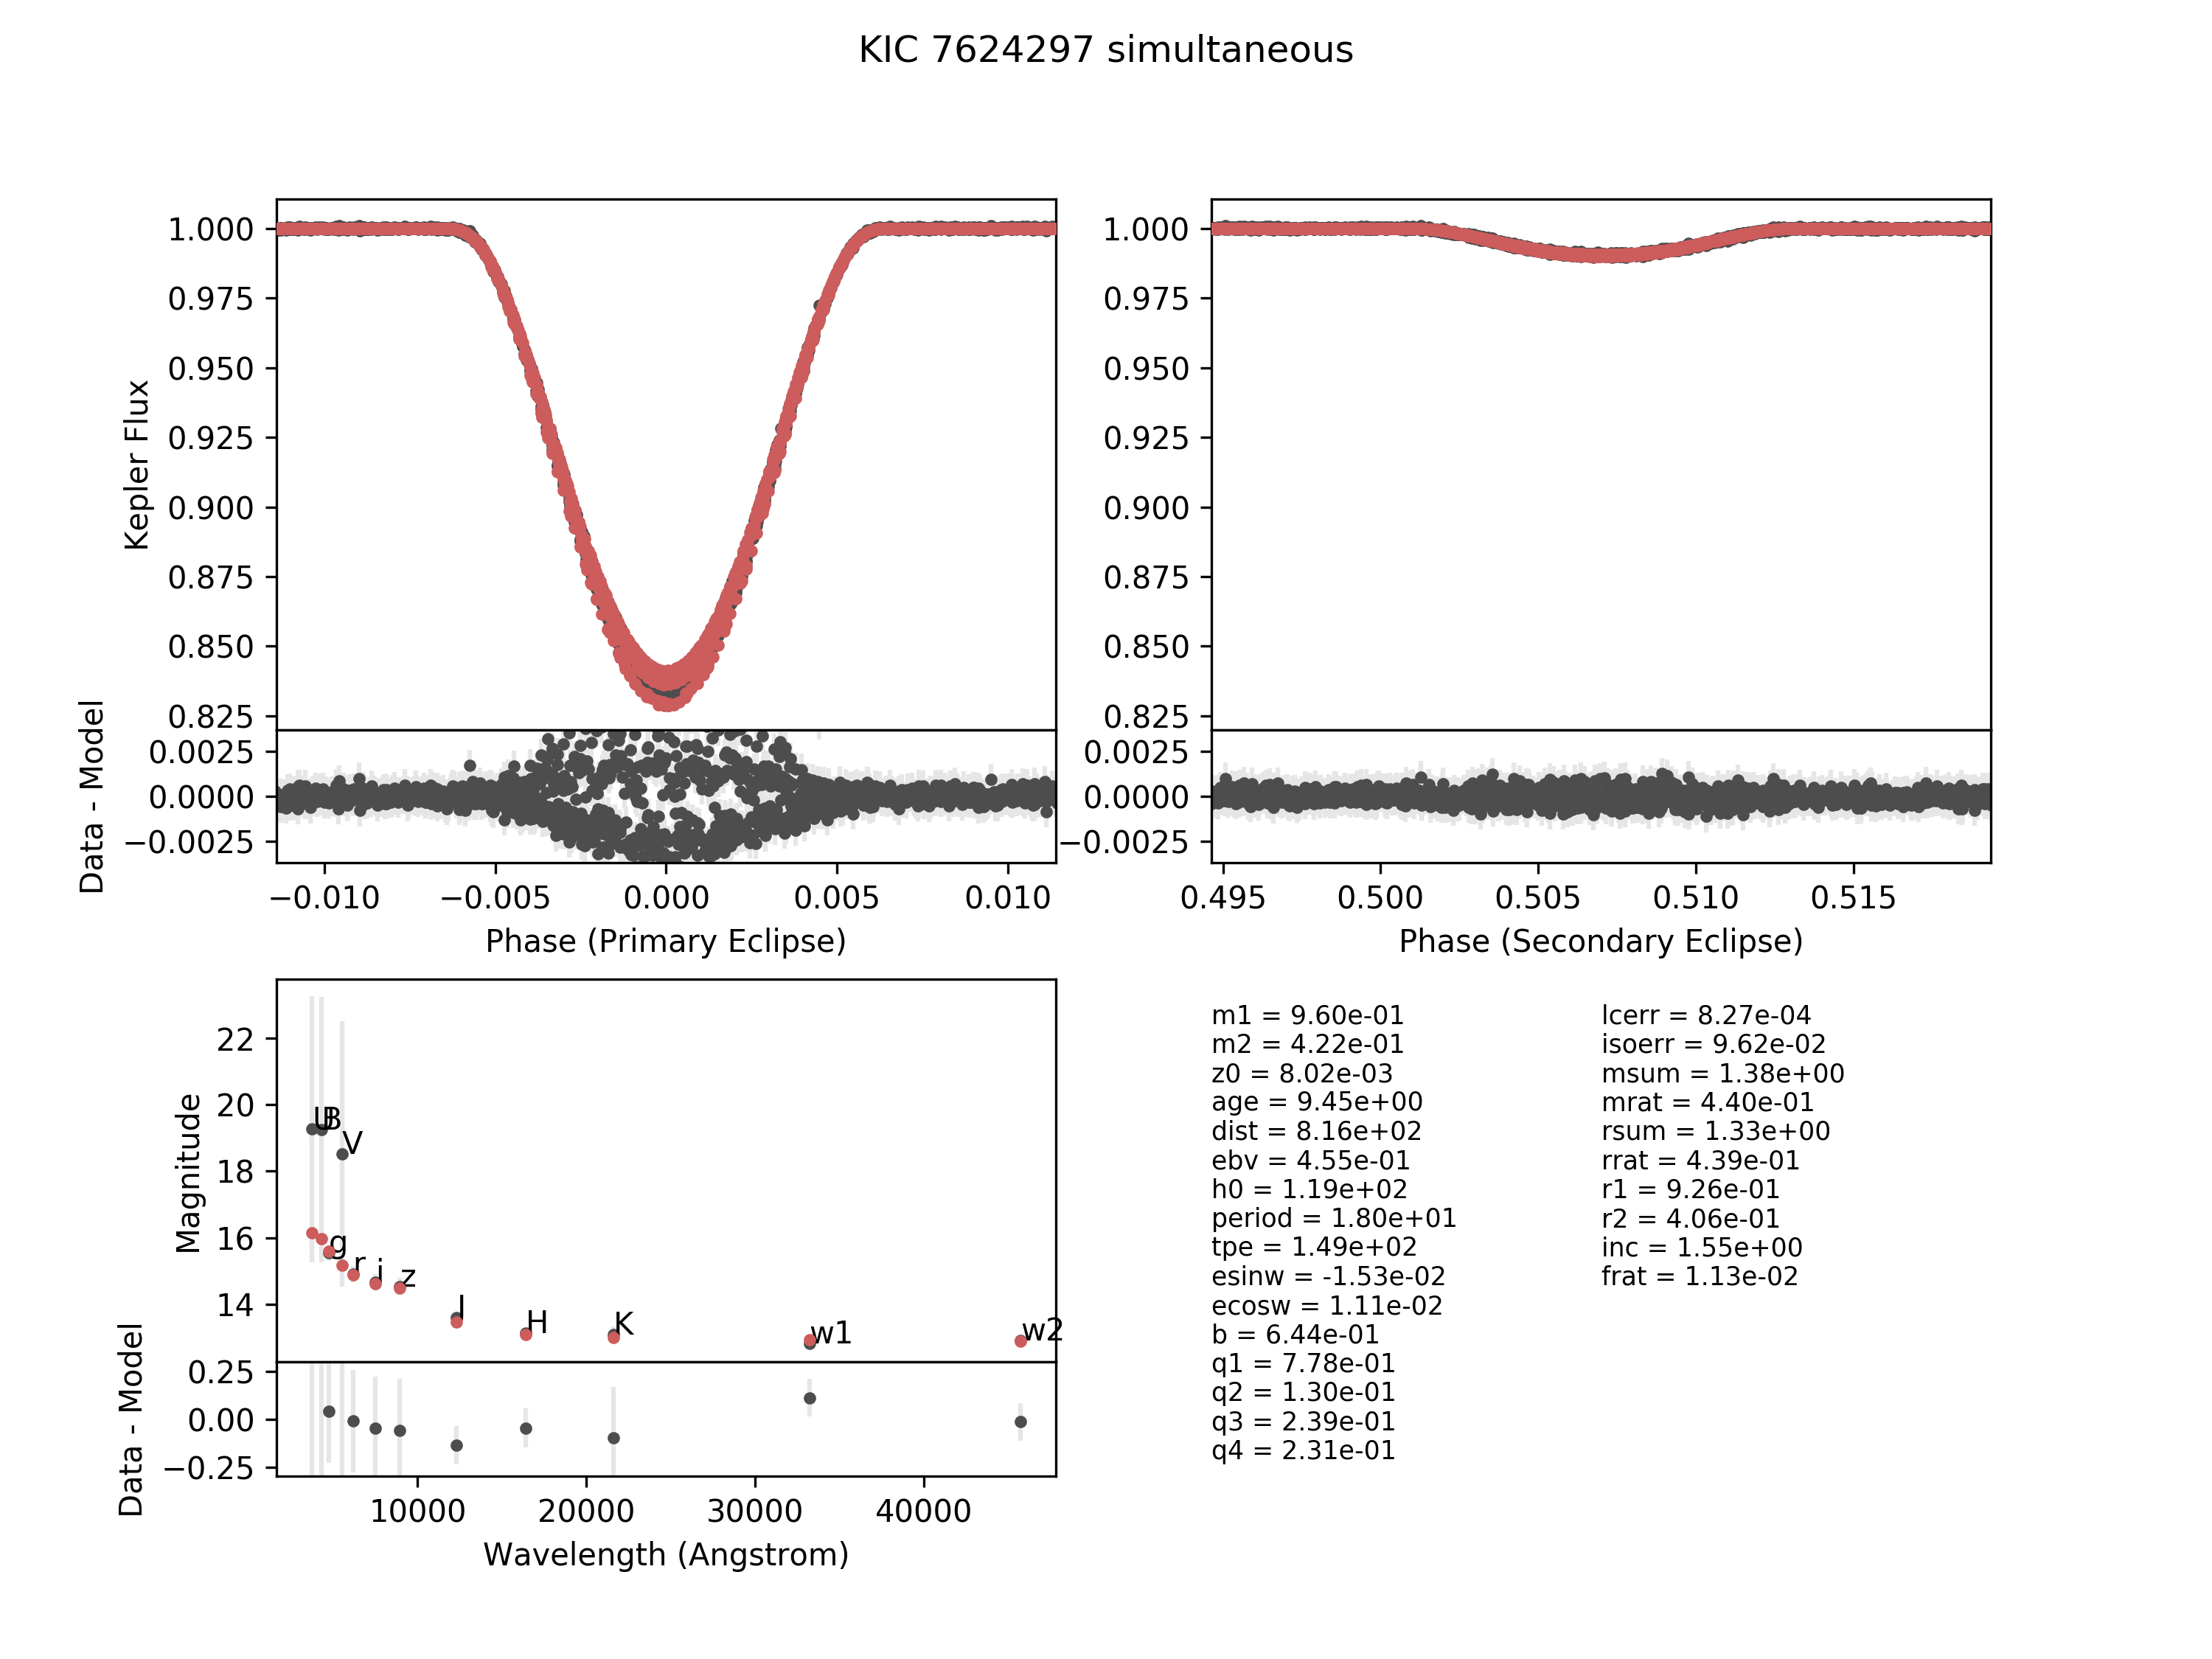 KIC 7624297 simultaneous
1.000
0.975
0.950
0.925
0.900
0.875
0.850
0.825
Kepler Flux
0.0025
0.0000
−0.0025
Data - Model
−0.010 −0.005 0.000 0.005 0.010
Phase (Primary Eclipse)
1.000
0.975
0.950
0.925
0.900
0.875
0.850
0.825
0.0025
0.0000
−0.0025
0.495 0.500 0.505 0.510 0.515
Phase (Secondary Eclipse)
22
20
18
16
14
Magnitude
U B V g r i z J H K w1 w2
0.25
0.00
−0.25
Data - Model
10000 20000 30000 40000
Wavelength (Angstrom)
m1 = 9.60e-01
m2 = 4.22e-01
z0 = 8.02e-03
age = 9.45e+00
dist = 8.16e+02
ebv = 4.55e-01
h0 = 1.19e+02
period = 1.80e+01
tpe = 1.49e+02
esinw = -1.53e-02
ecosw = 1.11e-02
b = 6.44e-01
q1 = 7.78e-01
q2 = 1.30e-01
q3 = 2.39e-01
q4 = 2.31e-01
lcerr = 8.27e-04
isoerr = 9.62e-02
msum = 1.38e+00
mrat = 4.40e-01
rsum = 1.33e+00
rrat = 4.39e-01
r1 = 9.26e-01
r2 = 4.06e-01
inc = 1.55e+00
frat = 1.13e-02